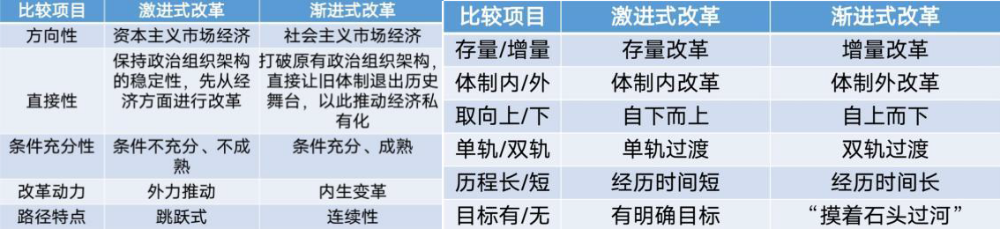 比较项目 激进式改革 渐进式改革
方向性 资本主义市场经济 社会主义市场经济
直接性 保持政治组织架构的稳定性，先从经济方面进行改革 打破原有政治组织架构，直接让旧体制退出历史舞台，以此推动经济私有化
条件充分性 条件不充分、不成熟 条件充分、成熟
改革动力 外力推动 内生变革
路径特点 跳跃式 连续性
比较项目 激进式改革 渐进式改革
存量/增量 存量改革 增量改革
体制内/外 体制内改革 体制外改革
取向上/下 自下而上 自上而下
单轨/双轨 单轨过渡 双轨过渡
历程长/短 经历时间短 经历时间长
目标有/无 有明确目标 “摸着石头过河”